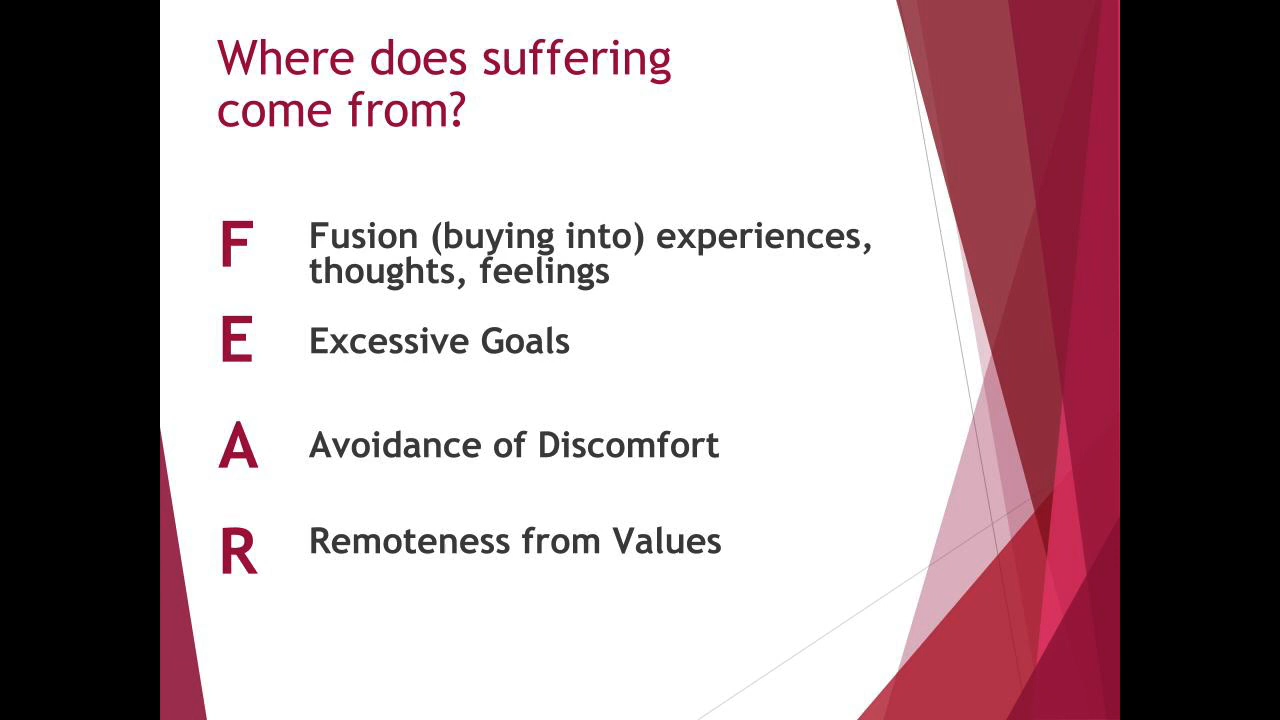 Where does suffering
come from?
F Fusion (buying into) experiences,
thoughts, feelings
E Excessive Goals
A Avoidance of Discomfort
R Remoteness from Values